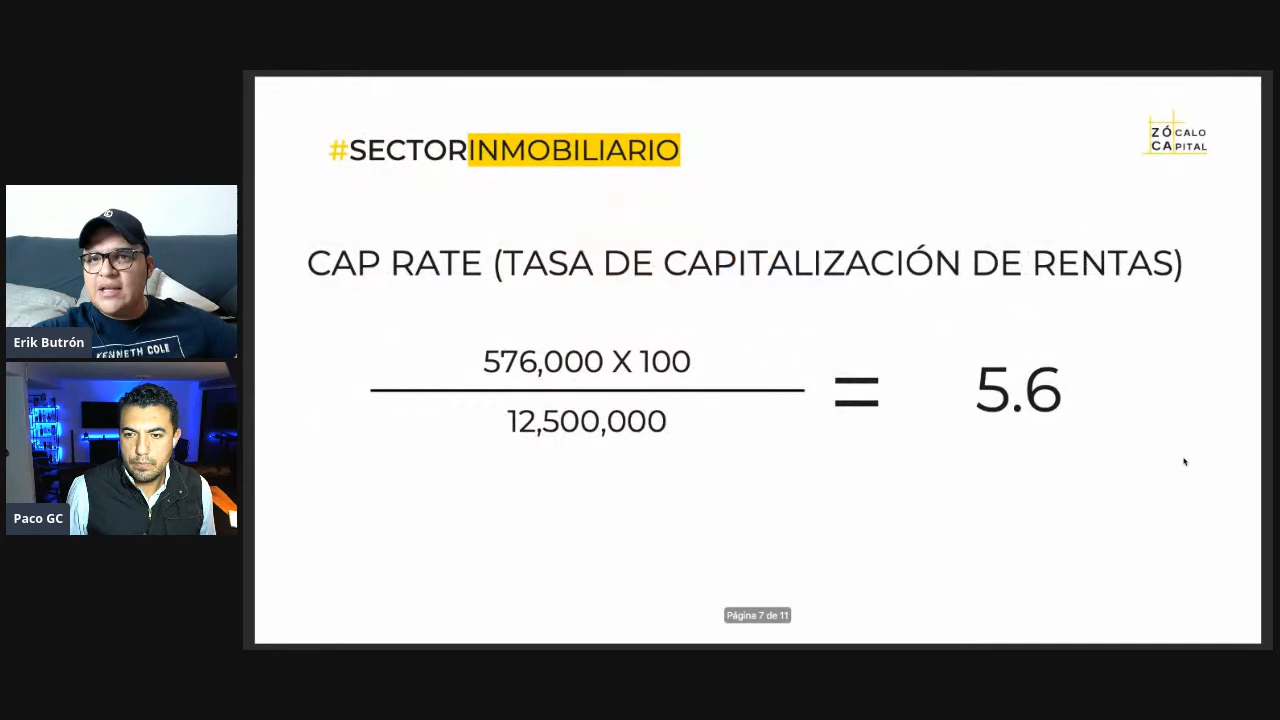 #SECTORINMOBILIARIO
ZÓCALO
CAPITAL
CAP RATE (TASA DE CAPITALIZACIÓN DE RENTAS)
576,000 X 100
12,500,000
=
5.6
KENNETH COLE
Erik Butrón
Paco GC
Página 7 de 11